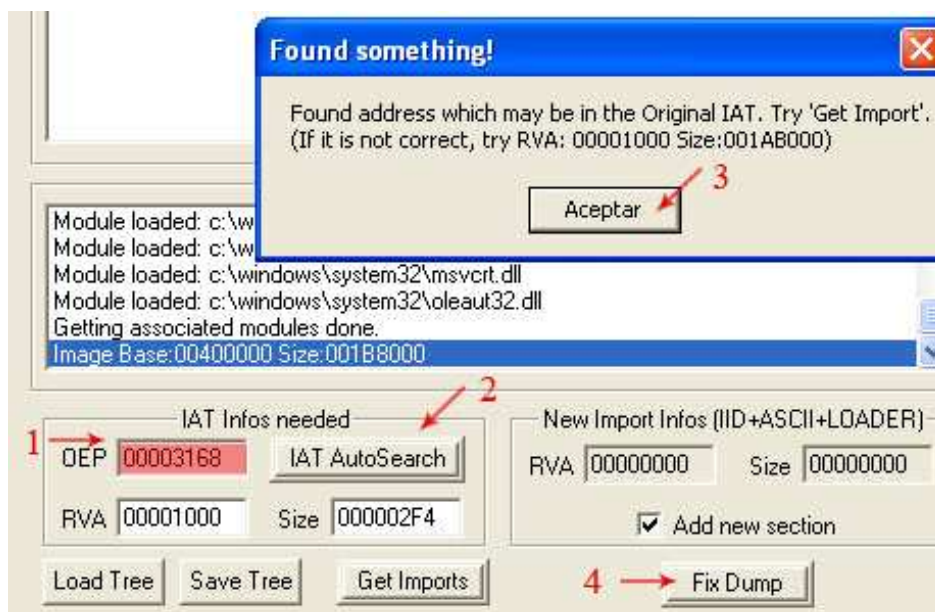 Found something!
Found address which may be in the Original IAT. Try 'Get Import'.
(If it is not correct, try RVA: 00001000 Size:001AB000)
3
Aceptar
Module loaded: c:\w
Module loaded: c:\w
Module loaded: c:\windows\system32\msvcrt.dll
Module loaded: c:\windows\system32\oleaut32.dll
Getting associated modules done.
Image Base:00400000 Size:001B8000
2
IAT Infos needed
New Import Infos (IID+ASCII+LOADER)
1
OEP 00003168 IAT AutoSearch
RVA 00000000 Size 00000000
RVA 00001000 Size 000002F4
Add new section
Load Tree Save Tree Get Imports
4 Fix Dump